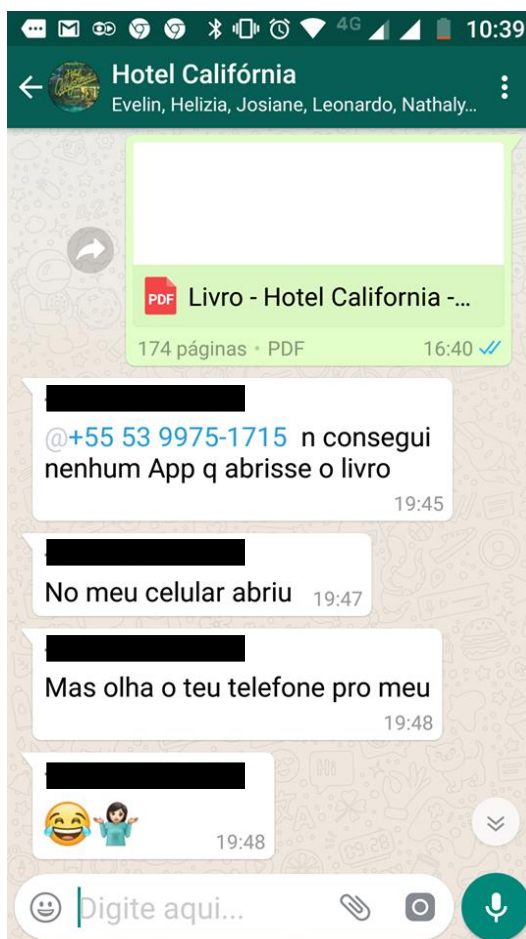 4G 10:39
Hotel Califórnia
Evelin, Helizia, Josiane, Leonardo, Nathaly...
PDF Livro - Hotel California -...
174 páginas • PDF 16:40
@+55 53 9975-1715 n consegui
nenhum App q abrisse o livro
19:45
No meu celular abriu 19:47
Mas olha o teu telefone pro meu
19:48
19:48
Digite aqui...